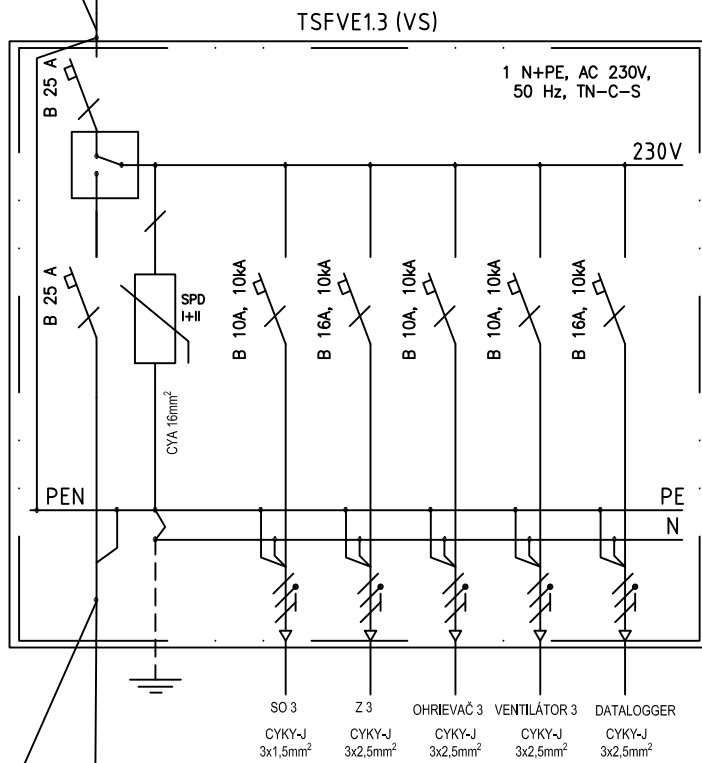 TSFVE1.3 (VS)
1 N+PE, AC 230V,
50 Hz, TN-C-S
B 25 A
230V
B 25 A
SPD
I+II
B 10A, 10kA
B 16A, 10kA
B 10A, 10kA
B 10A, 10kA
B 16A, 10kA
CYA 16mm²
PEN
PE
N
SO 3
Z 3
OHRIEVAČ 3
VENTILÁTOR 3
DATALOGGER
CYKY-J
3x1,5mm²
CYKY-J
3x2,5mm²
CYKY-J
3x2,5mm²
CYKY-J
3x2,5mm²
CYKY-J
3x2,5mm²